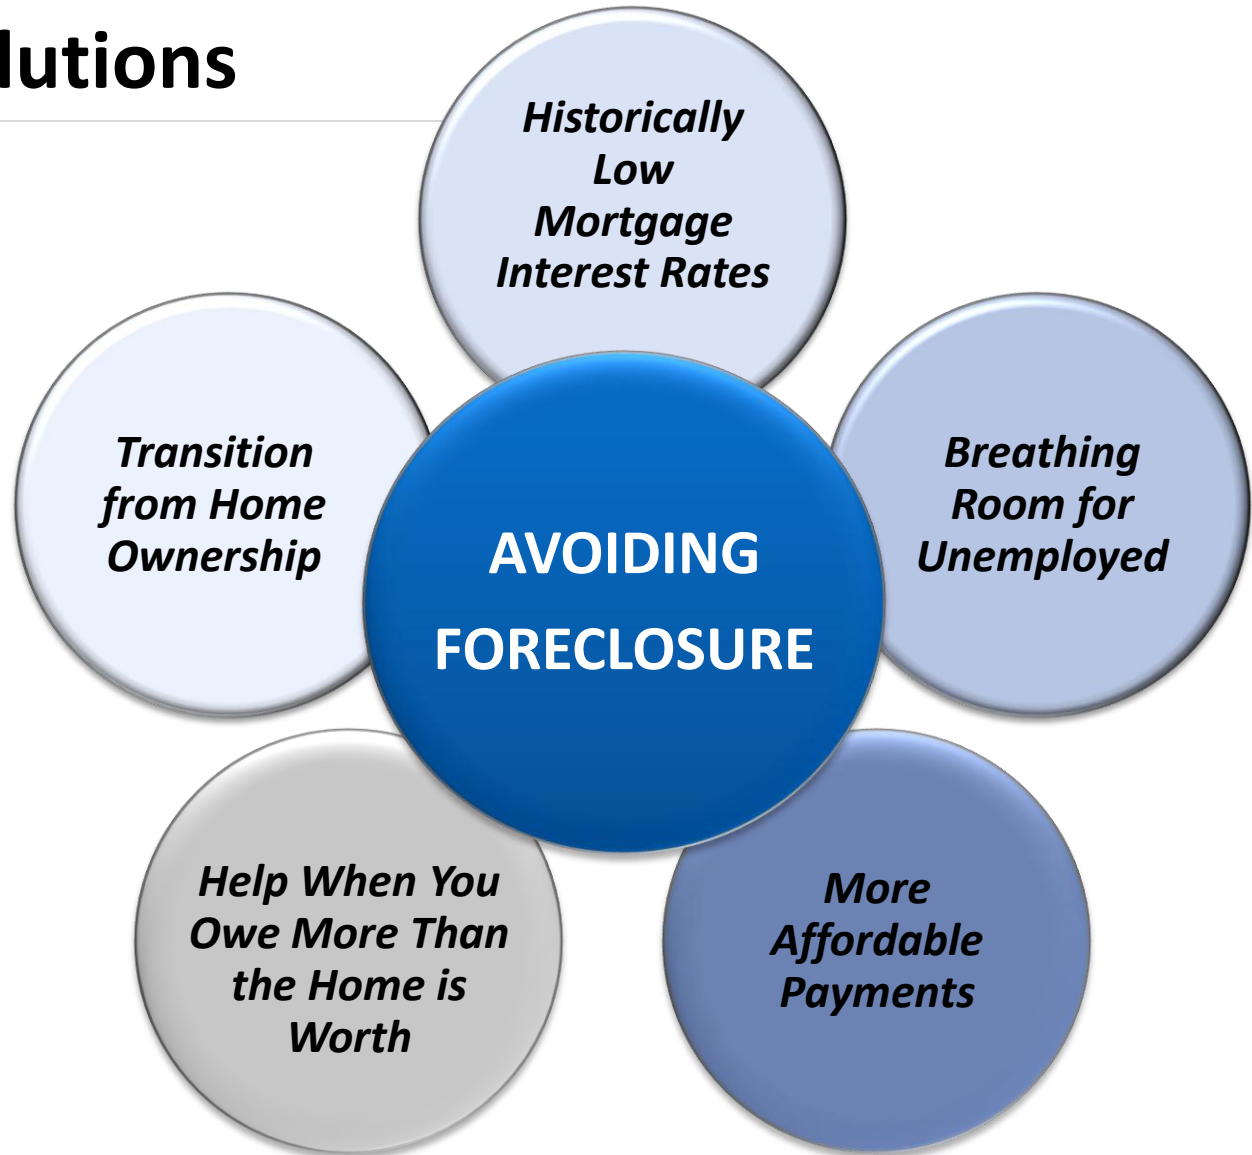 lutions
Historically
Low
Mortgage
Interest Rates
Transition
from Home
Ownership
Breathing
Room for
Unemployed
AVOIDING
FORECLOSURE
Help When You
Owe More Than
the Home is
Worth
More
Affordable
Payments